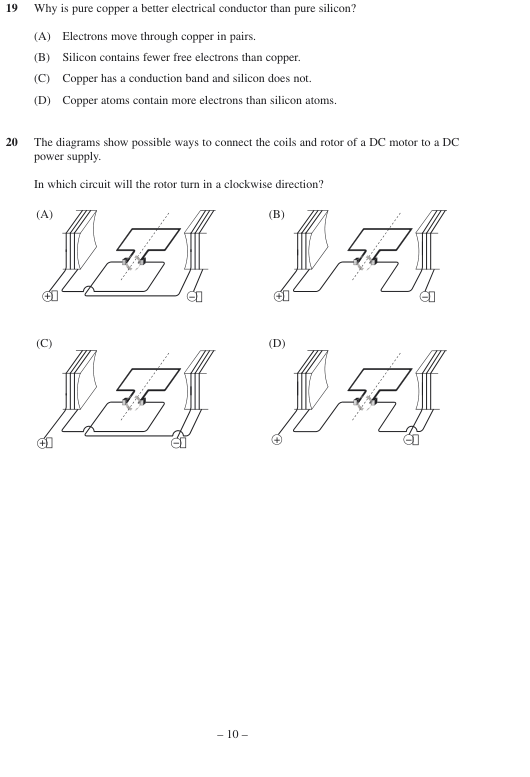 19 Why is pure copper a better electrical conductor than pure silicon?
(A) Electrons move through copper in pairs.
(B) Silicon contains fewer free electrons than copper.
(C) Copper has a conduction band and silicon does not.
(D) Copper atoms contain more electrons than silicon atoms.
20 The diagrams show possible ways to connect the coils and rotor of a DC motor to a DC
power supply.
In which circuit will the rotor turn in a clockwise direction?
(A) (B)
+ − + −
(C) (D)
+ − + −
– 10 –